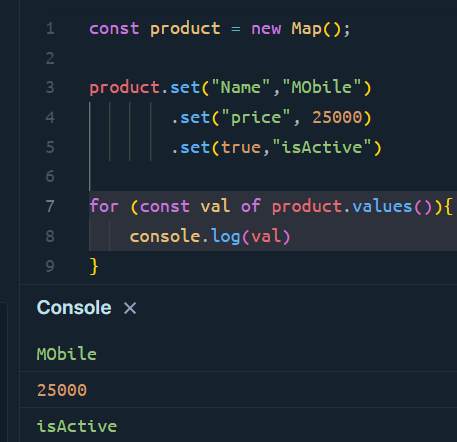 1 const product = new Map();
2
3 product.set("Name","MObile")
4 .set("price", 25000)
5 .set(true,"isActive")
6
7 for (const val of product.values()){
8 console.log(val)
9 }
Console ×
MObile
25000
isActive